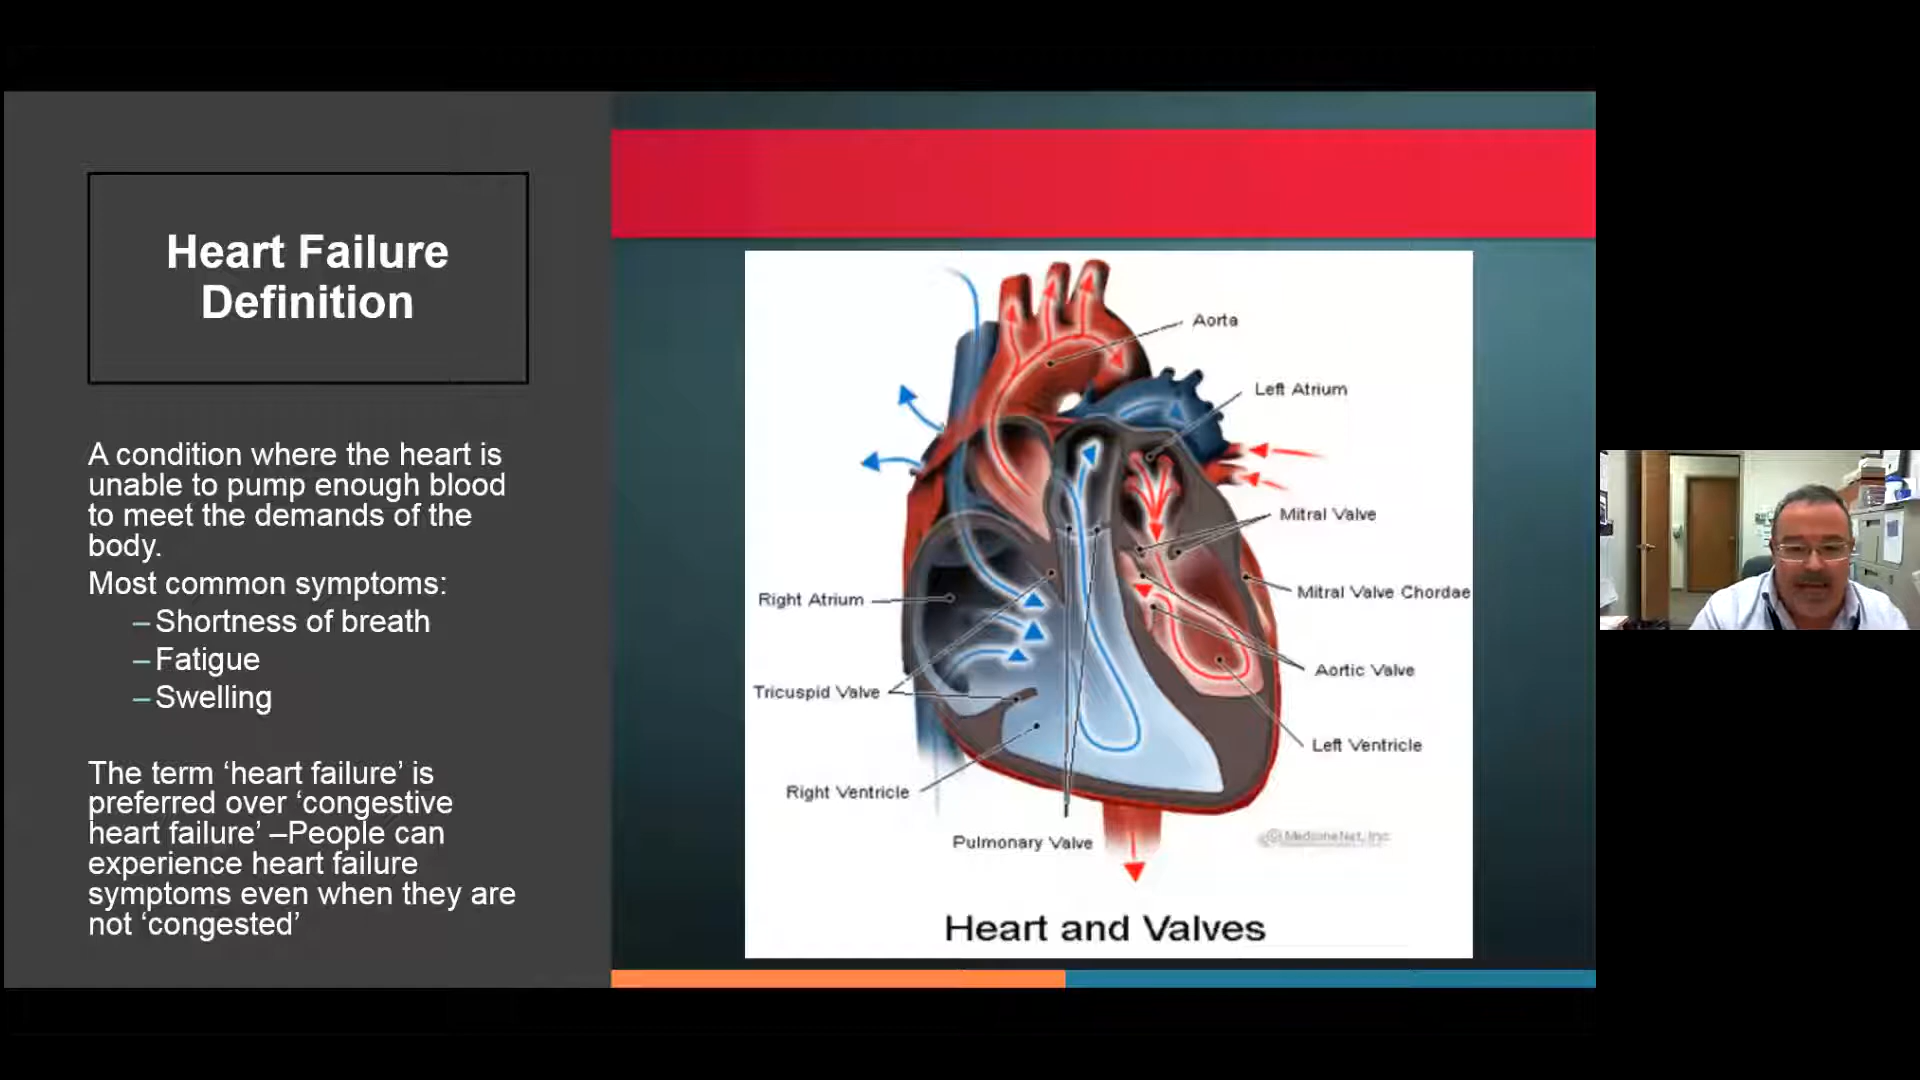 Heart Failure
Definition
A condition where the heart is
unable to pump enough blood
to meet the demands of the
body.
Most common symptoms:
– Shortness of breath
– Fatigue
– Swelling
The term ‘heart failure’ is
preferred over ‘congestive
heart failure’ –People can
experience heart failure
symptoms even when they are
not ‘congested’
Aorta
Left Atrium
Mitral Valve
Mitral Valve Chordae
Aortic Valve
Left Ventricle
Right Atrium
Tricuspid Valve
Right Ventricle
Pulmonary Valve
© MedicineNet, Inc.
Heart and Valves